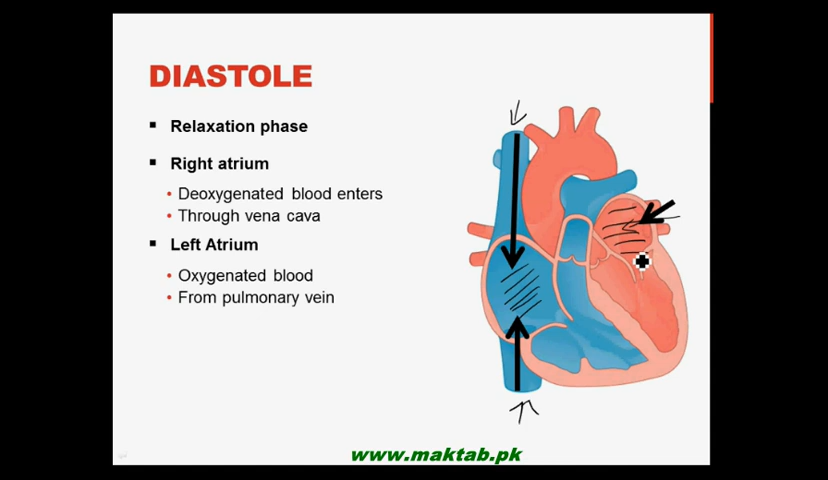 DIASTOLE
▪ Relaxation phase
▪ Right atrium
• Deoxygenated blood enters
• Through vena cava
▪ Left Atrium
• Oxygenated blood
• From pulmonary vein
www.maktab.pk